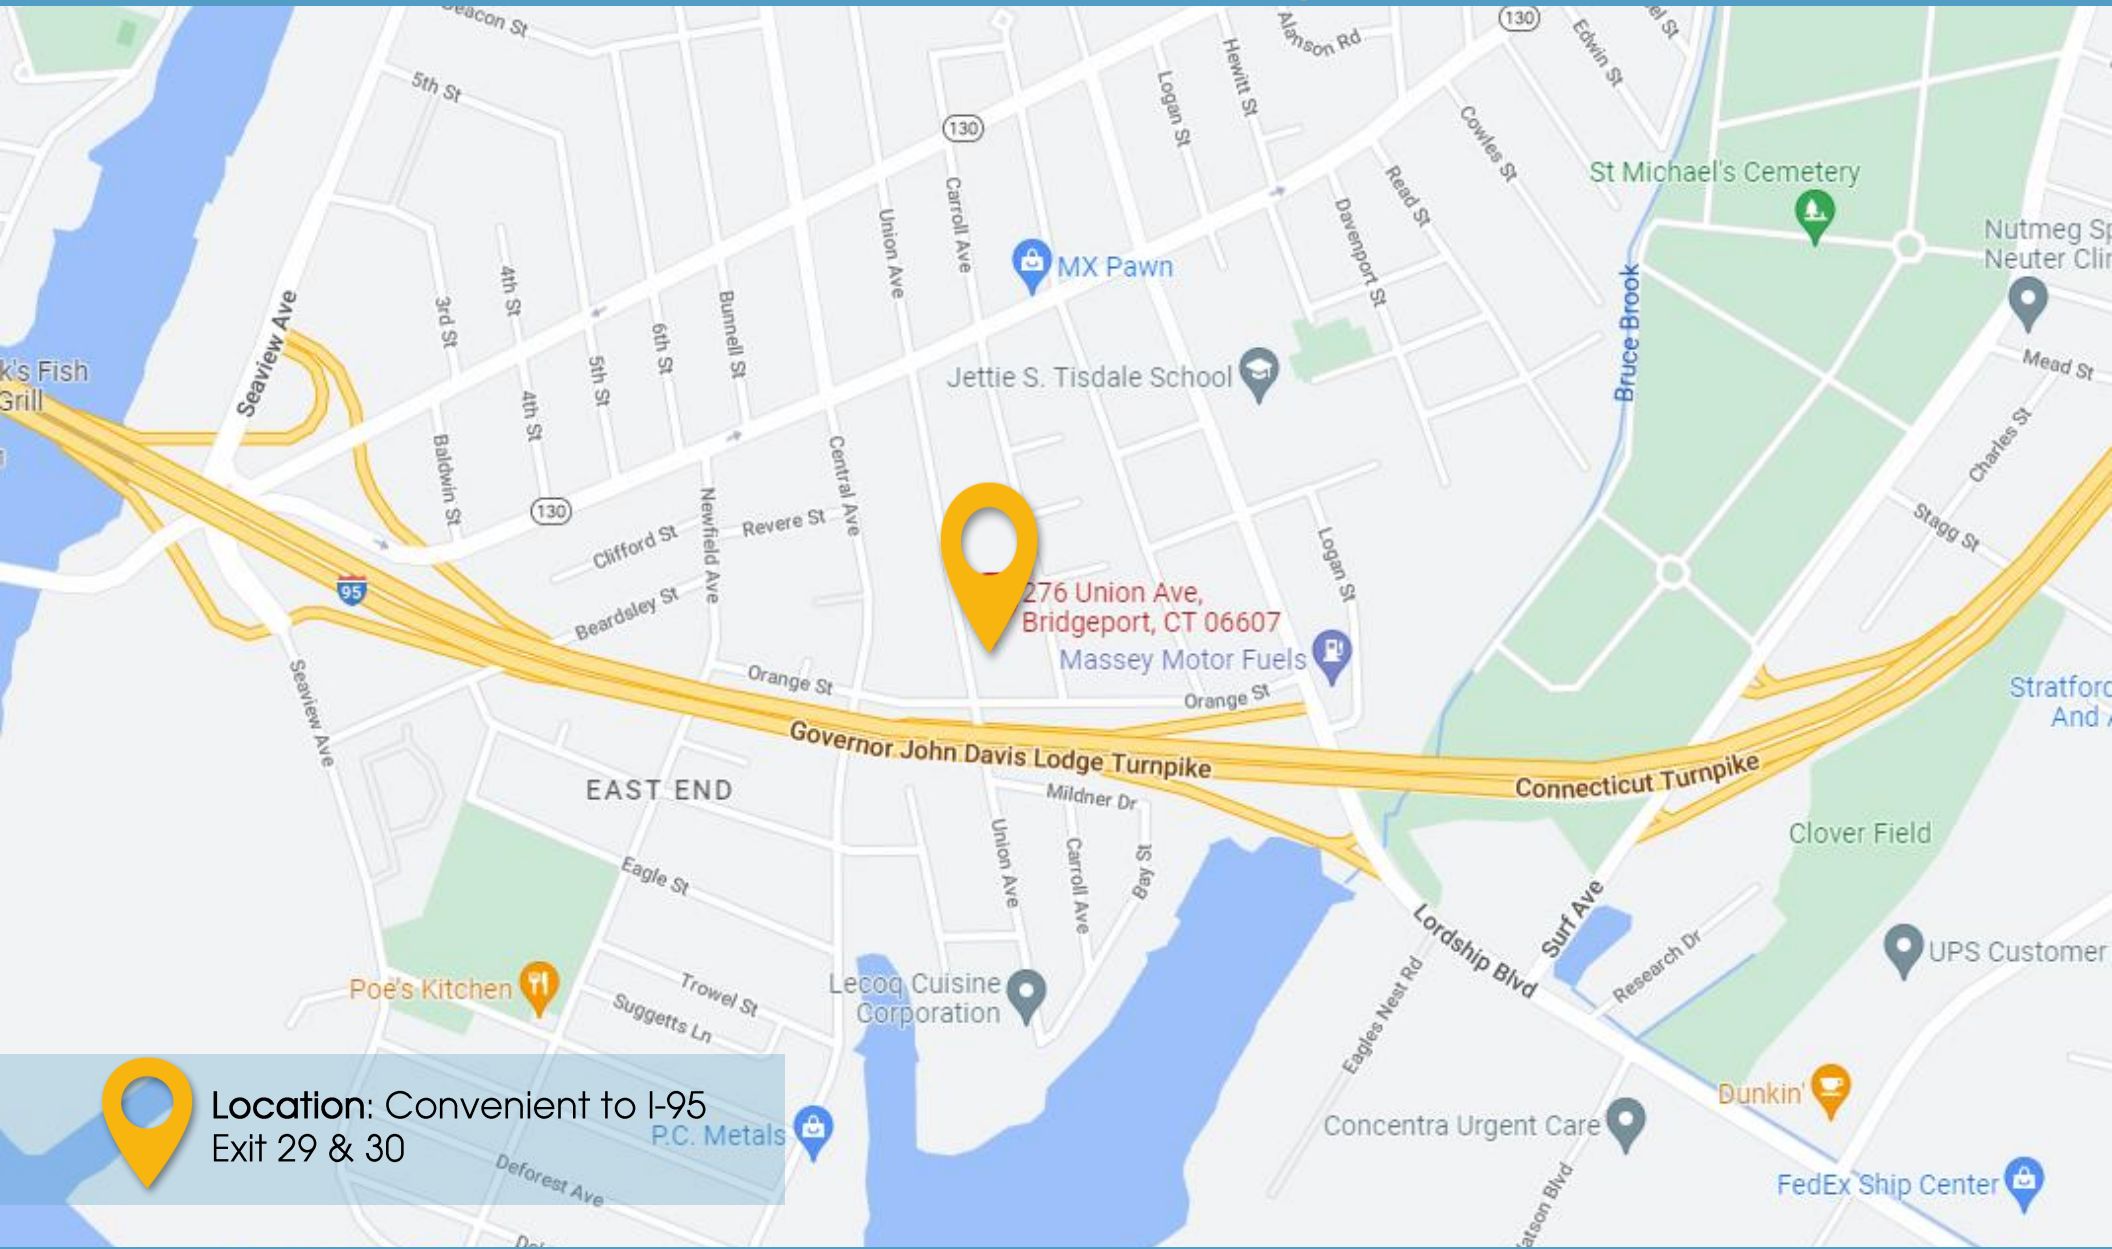 Beacon St
5th St
130
Alanson Rd
Hewitt St
Logan St
130
Edwin St
Cowles St
Read St
Davenport St
Carroll Ave
Union Ave
St Michael's Cemetery
Nutmeg
Neuter
MX Pawn
Bruce Brook
Seaview Ave
3rd St
4th St
6th St
Bunnell St
5th St
4th St
Fish
Grill
Jettie S. Tisdale School
Mead St
Charles St
Baldwin St
Central Ave
130
Newfield Ave
Revere St
Clifford St
Stagg St
Logan St
95
Beardsley St
276 Union Ave,
Bridgeport, CT 06607
Massey Motor Fuels
Orange St
Orange St
Seaview Ave
And
Governor John Davis Lodge Turnpike
Connecticut Turnpike
EAST END
Mildner Dr
Clover Field
Union Ave
Carroll Ave
Bay St
Eagle St
Surf Ave
Lordship Blvd
Research Dr
UPS Customer
Eagles Nest Rd
Poe's Kitchen
Trowel St
Suggetts Ln
Lecoq Cuisine
Corporation
Location: Convenient to I-95
Exit 29 & 30
P.C. Metals
Dunkin'
Concentra Urgent Care
Deforest Ave
FedEx Ship Center
Blvd